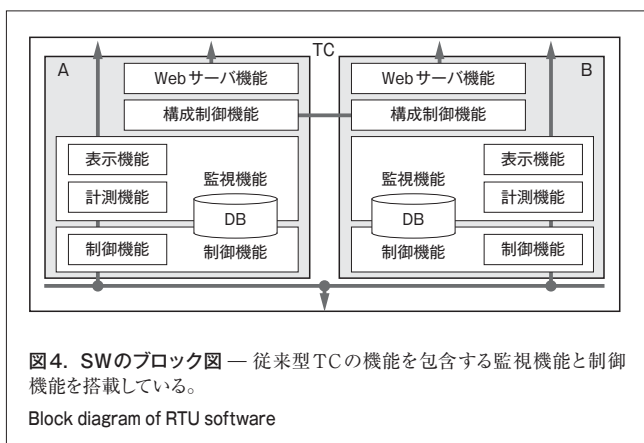 TC
A
Webサーバ機能
構成制御機能
表示機能
計測機能
監視機能
DB
制御機能
制御機能
B
Webサーバ機能
構成制御機能
表示機能
計測機能
監視機能
DB
制御機能
制御機能
図4. SWのブロック図 — 従来型TCの機能を包含する監視機能と制御
機能を搭載している。
Block diagram of RTU software